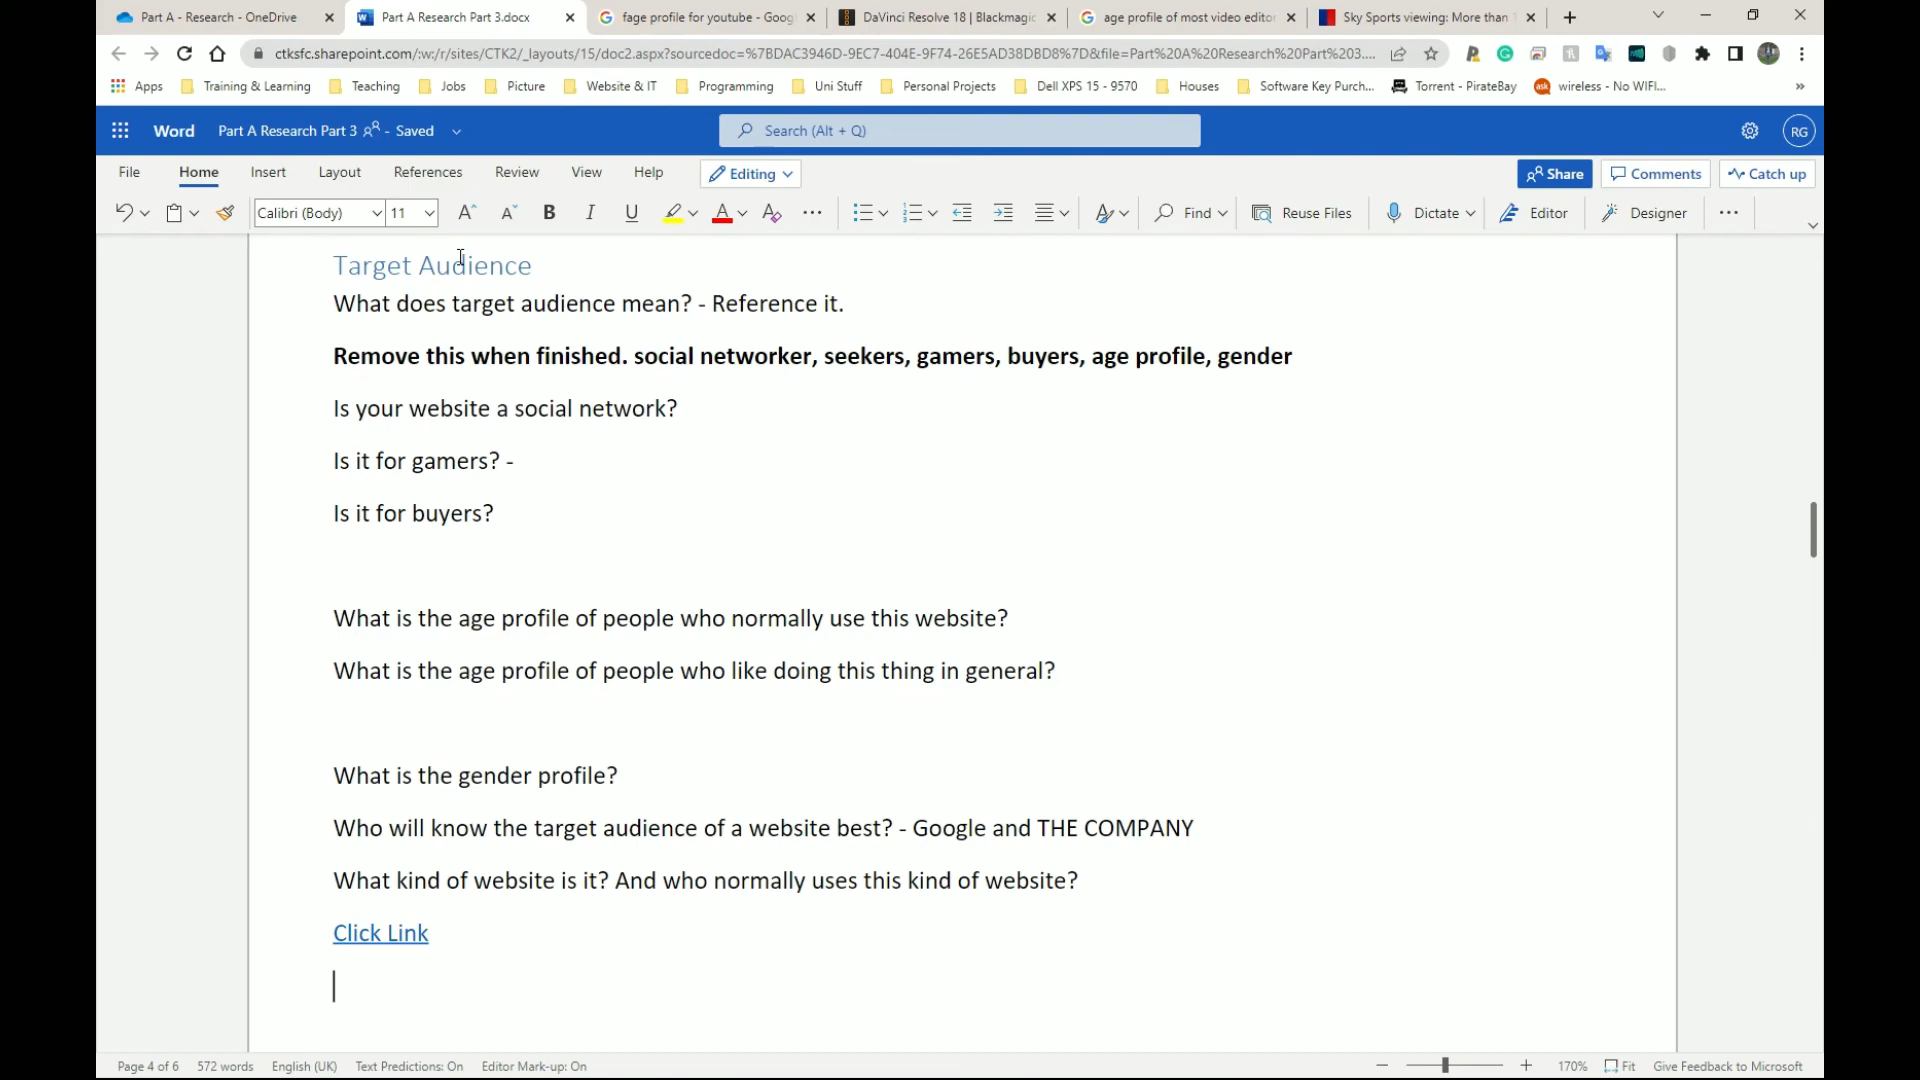 Part A - Research - OneDrive
Part A Research Part 3.docx
fage profile for youtube - Goog
DaVinci Resolve 18 | Blackmagic
age profile of most video editor
Sky Sports viewing: More than 1
ctksfc.sharepoint.com/:w:/r/sites/CTK2/_layouts/15/doc2.aspx?sourcedoc=%7BDAC3946D-9EC7-404E-9F74-26E5AD38DBD8%7D&file=Part%20A%20Research%20Part%203....
Apps
Training & Learning
Teaching
Jobs
Picture
Website & IT
Programming
Uni Stuff
Personal Projects
Dell XPS 15 - 9570
Houses
Software Key Purch...
Torrent - PirateBay
ask
wireless - No WIFI...
»
Word
Part A Research Part 3
- Saved
Search (Alt + Q)
RG
File
Home
Insert
Layout
References
Review
View
Help
Editing
Share
Comments
Catch up
Calibri (Body)
11
Find
Reuse Files
Dictate
Editor
Designer
Target Audience
What does target audience mean? - Reference it.
Remove this when finished. social networker, seekers, gamers, buyers, age profile, gender
Is your website a social network?
Is it for gamers? -
Is it for buyers?
What is the age profile of people who normally use this website?
What is the age profile of people who like doing this thing in general?
What is the gender profile?
Who will know the target audience of a website best? - Google and THE COMPANY
What kind of website is it? And who normally uses this kind of website?
Click Link
Page 4 of 6
572 words
English (UK)
Text Predictions: On
Editor Mark-up: On
170%
Fit
Give Feedback to Microsoft